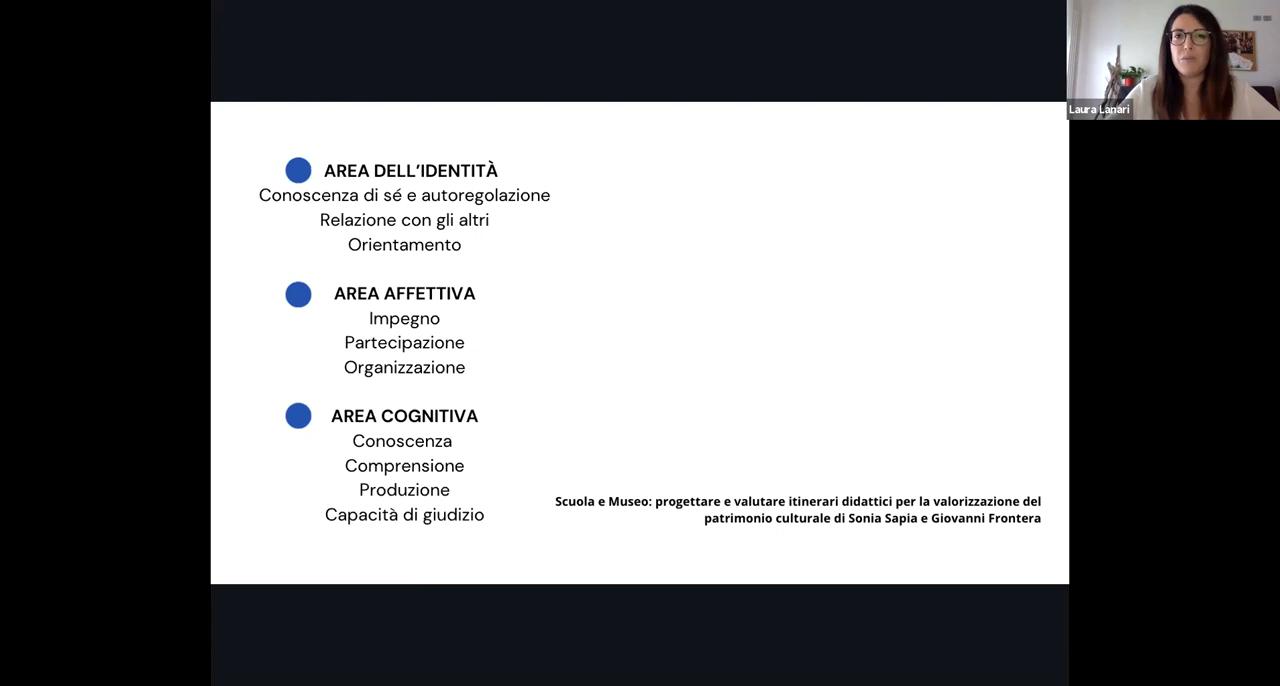 AREA DELL’IDENTITÀ
Conoscenza di sé e autoregolazione
Relazione con gli altri
Orientamento
AREA AFFETTIVA
Impegno
Partecipazione
Organizzazione
AREA COGNITIVA
Conoscenza
Comprensione
Produzione
Capacità di giudizio
Scuola e Museo: progettare e valutare itinerari didattici per la valorizzazione del
patrimonio culturale di Sonia Sapia e Giovanni Frontera
Laura Lanari